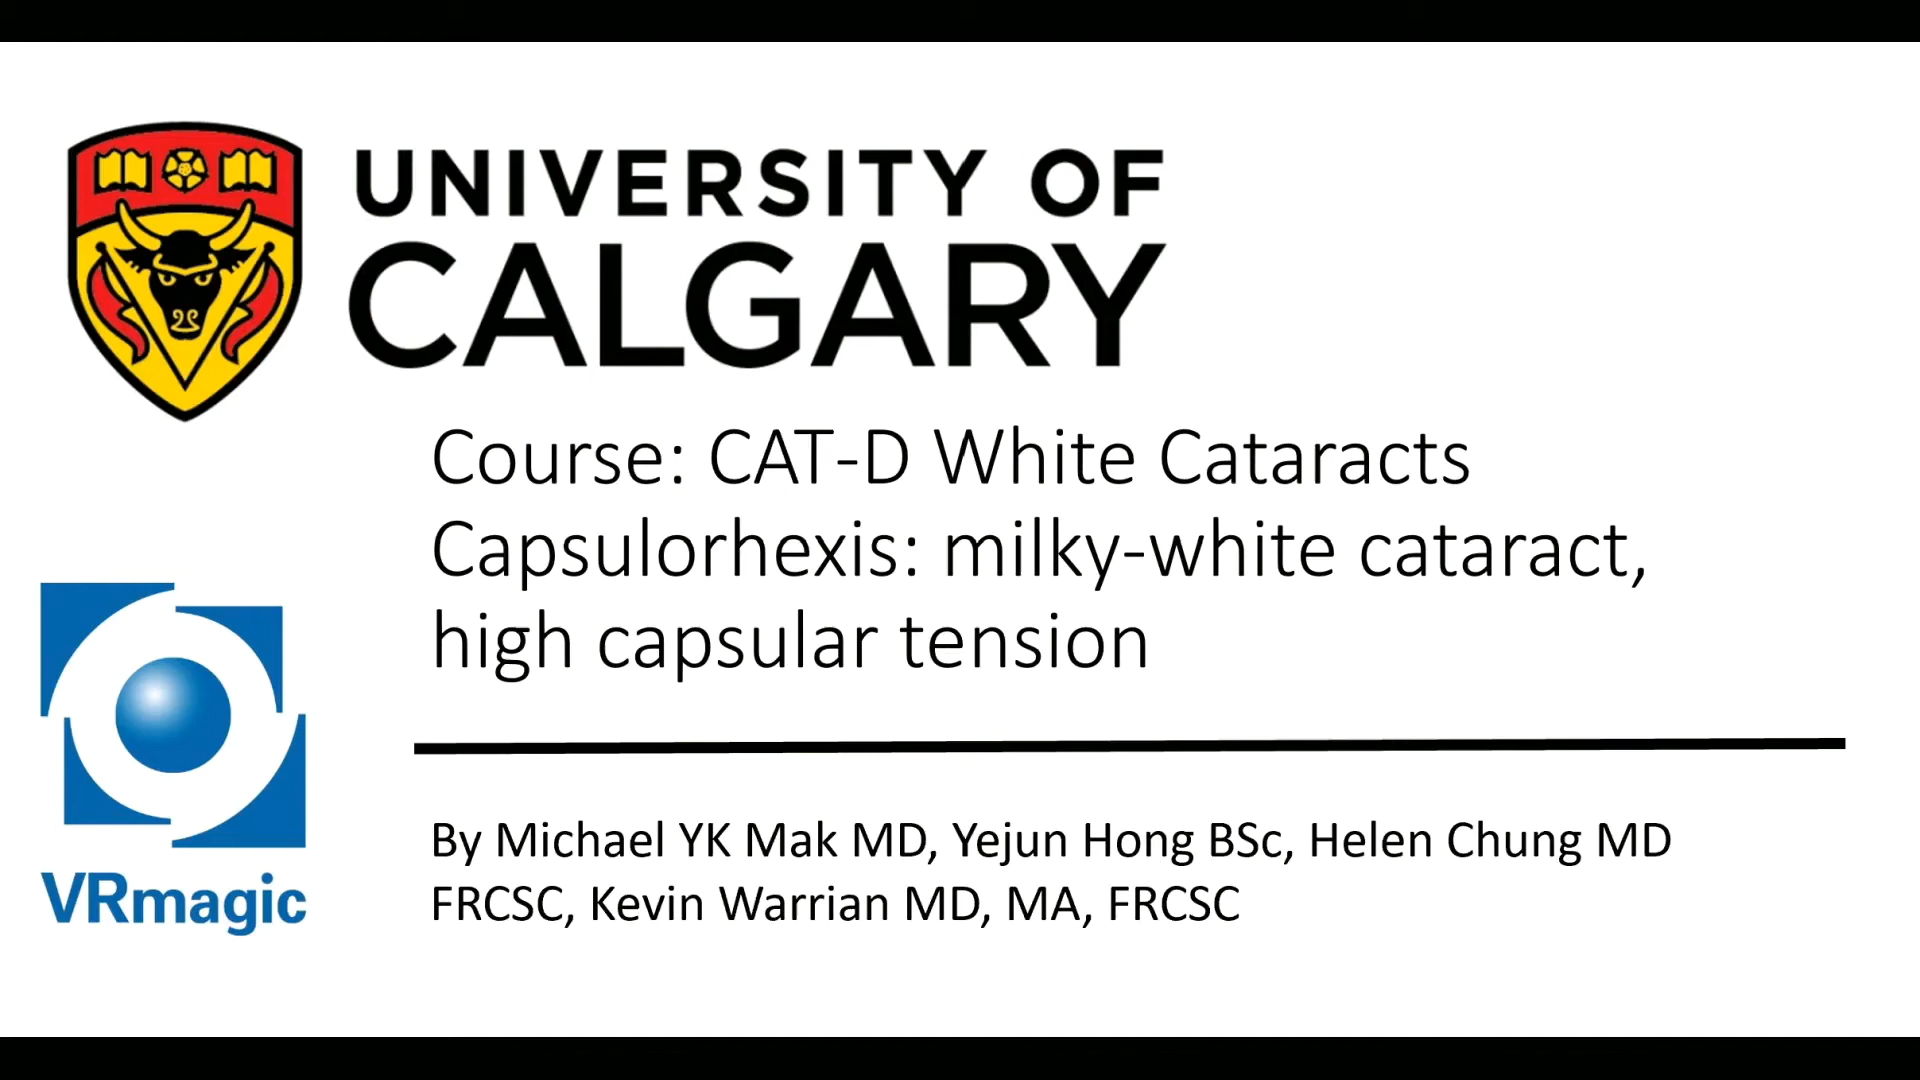 UNIVERSITY OF
CALGARY
Course: CAT-D White Cataracts
Capsulorhexis: milky-white cataract,
high capsular tension
VRmagic
By Michael YK Mak MD, Yejun Hong BSc, Helen Chung MD
FRCSC, Kevin Warrian MD, MA, FRCSC